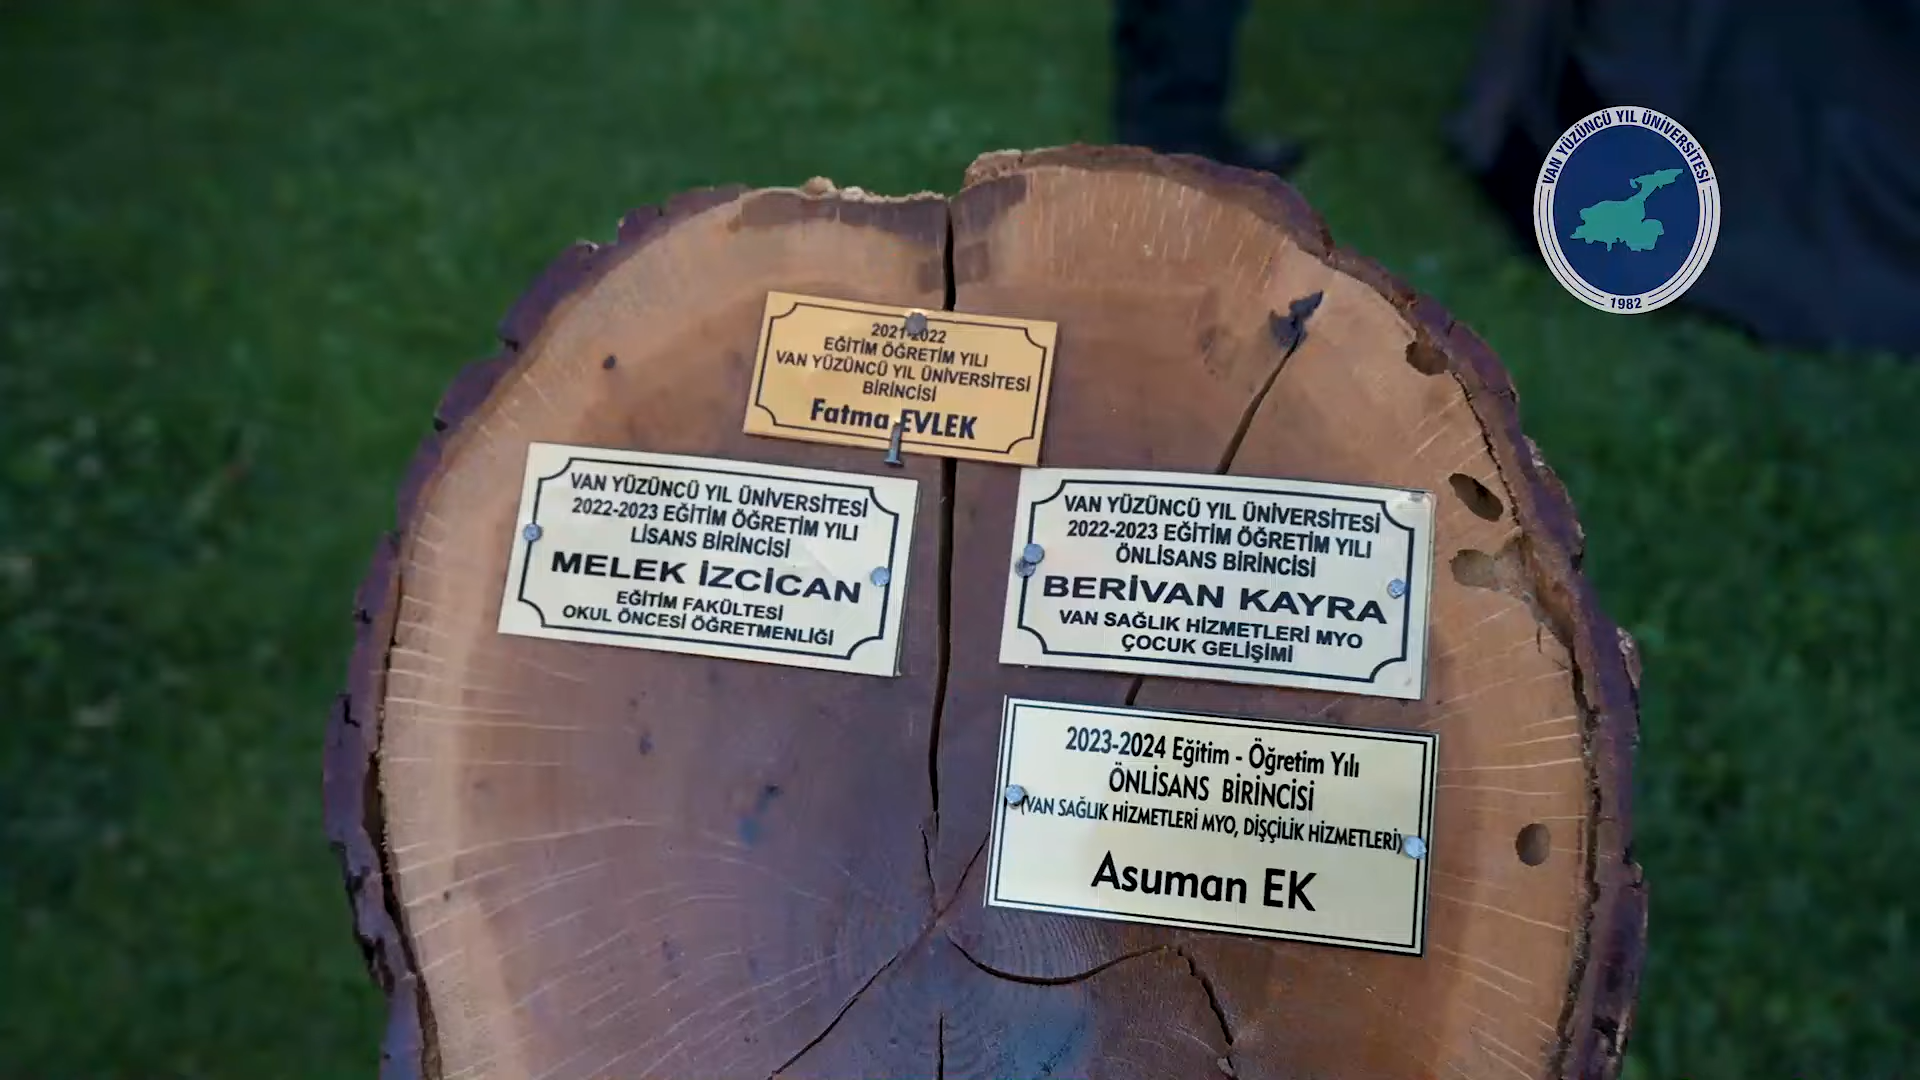 VAN YÜZÜNCÜ YIL ÜNİVERSİTESİ
1982
2021-2022
EĞİTİM ÖĞRETİM YILI
VAN YÜZÜNCÜ YIL ÜNİVERSİTESİ
BİRİNCİSİ
Fatma EVLEK
VAN YÜZÜNCÜ YIL ÜNİVERSİTESİ
2022-2023 EĞİTİM ÖĞRETİM YILI
LİSANS BİRİNCİSİ
MELEK İZCİCAN
EĞİTİM FAKÜLTESİ
OKUL ÖNCESİ ÖĞRETMENLİĞİ
VAN YÜZÜNCÜ YIL ÜNİVERSİTESİ
2022-2023 EĞİTİM ÖĞRETİM YILI
ÖNLİSANS BİRİNCİSİ
BERİVAN KAYRA
VAN SAĞLIK HİZMETLERİ MYO
ÇOCUK GELİŞİMİ
2023-2024 Eğitim - Öğretim Yılı
ÖNLİSANS BİRİNCİSİ
(VAN SAĞLIK HİZMETLERİ MYO, DİŞÇİLİK HİZMETLERİ)
Asuman EK